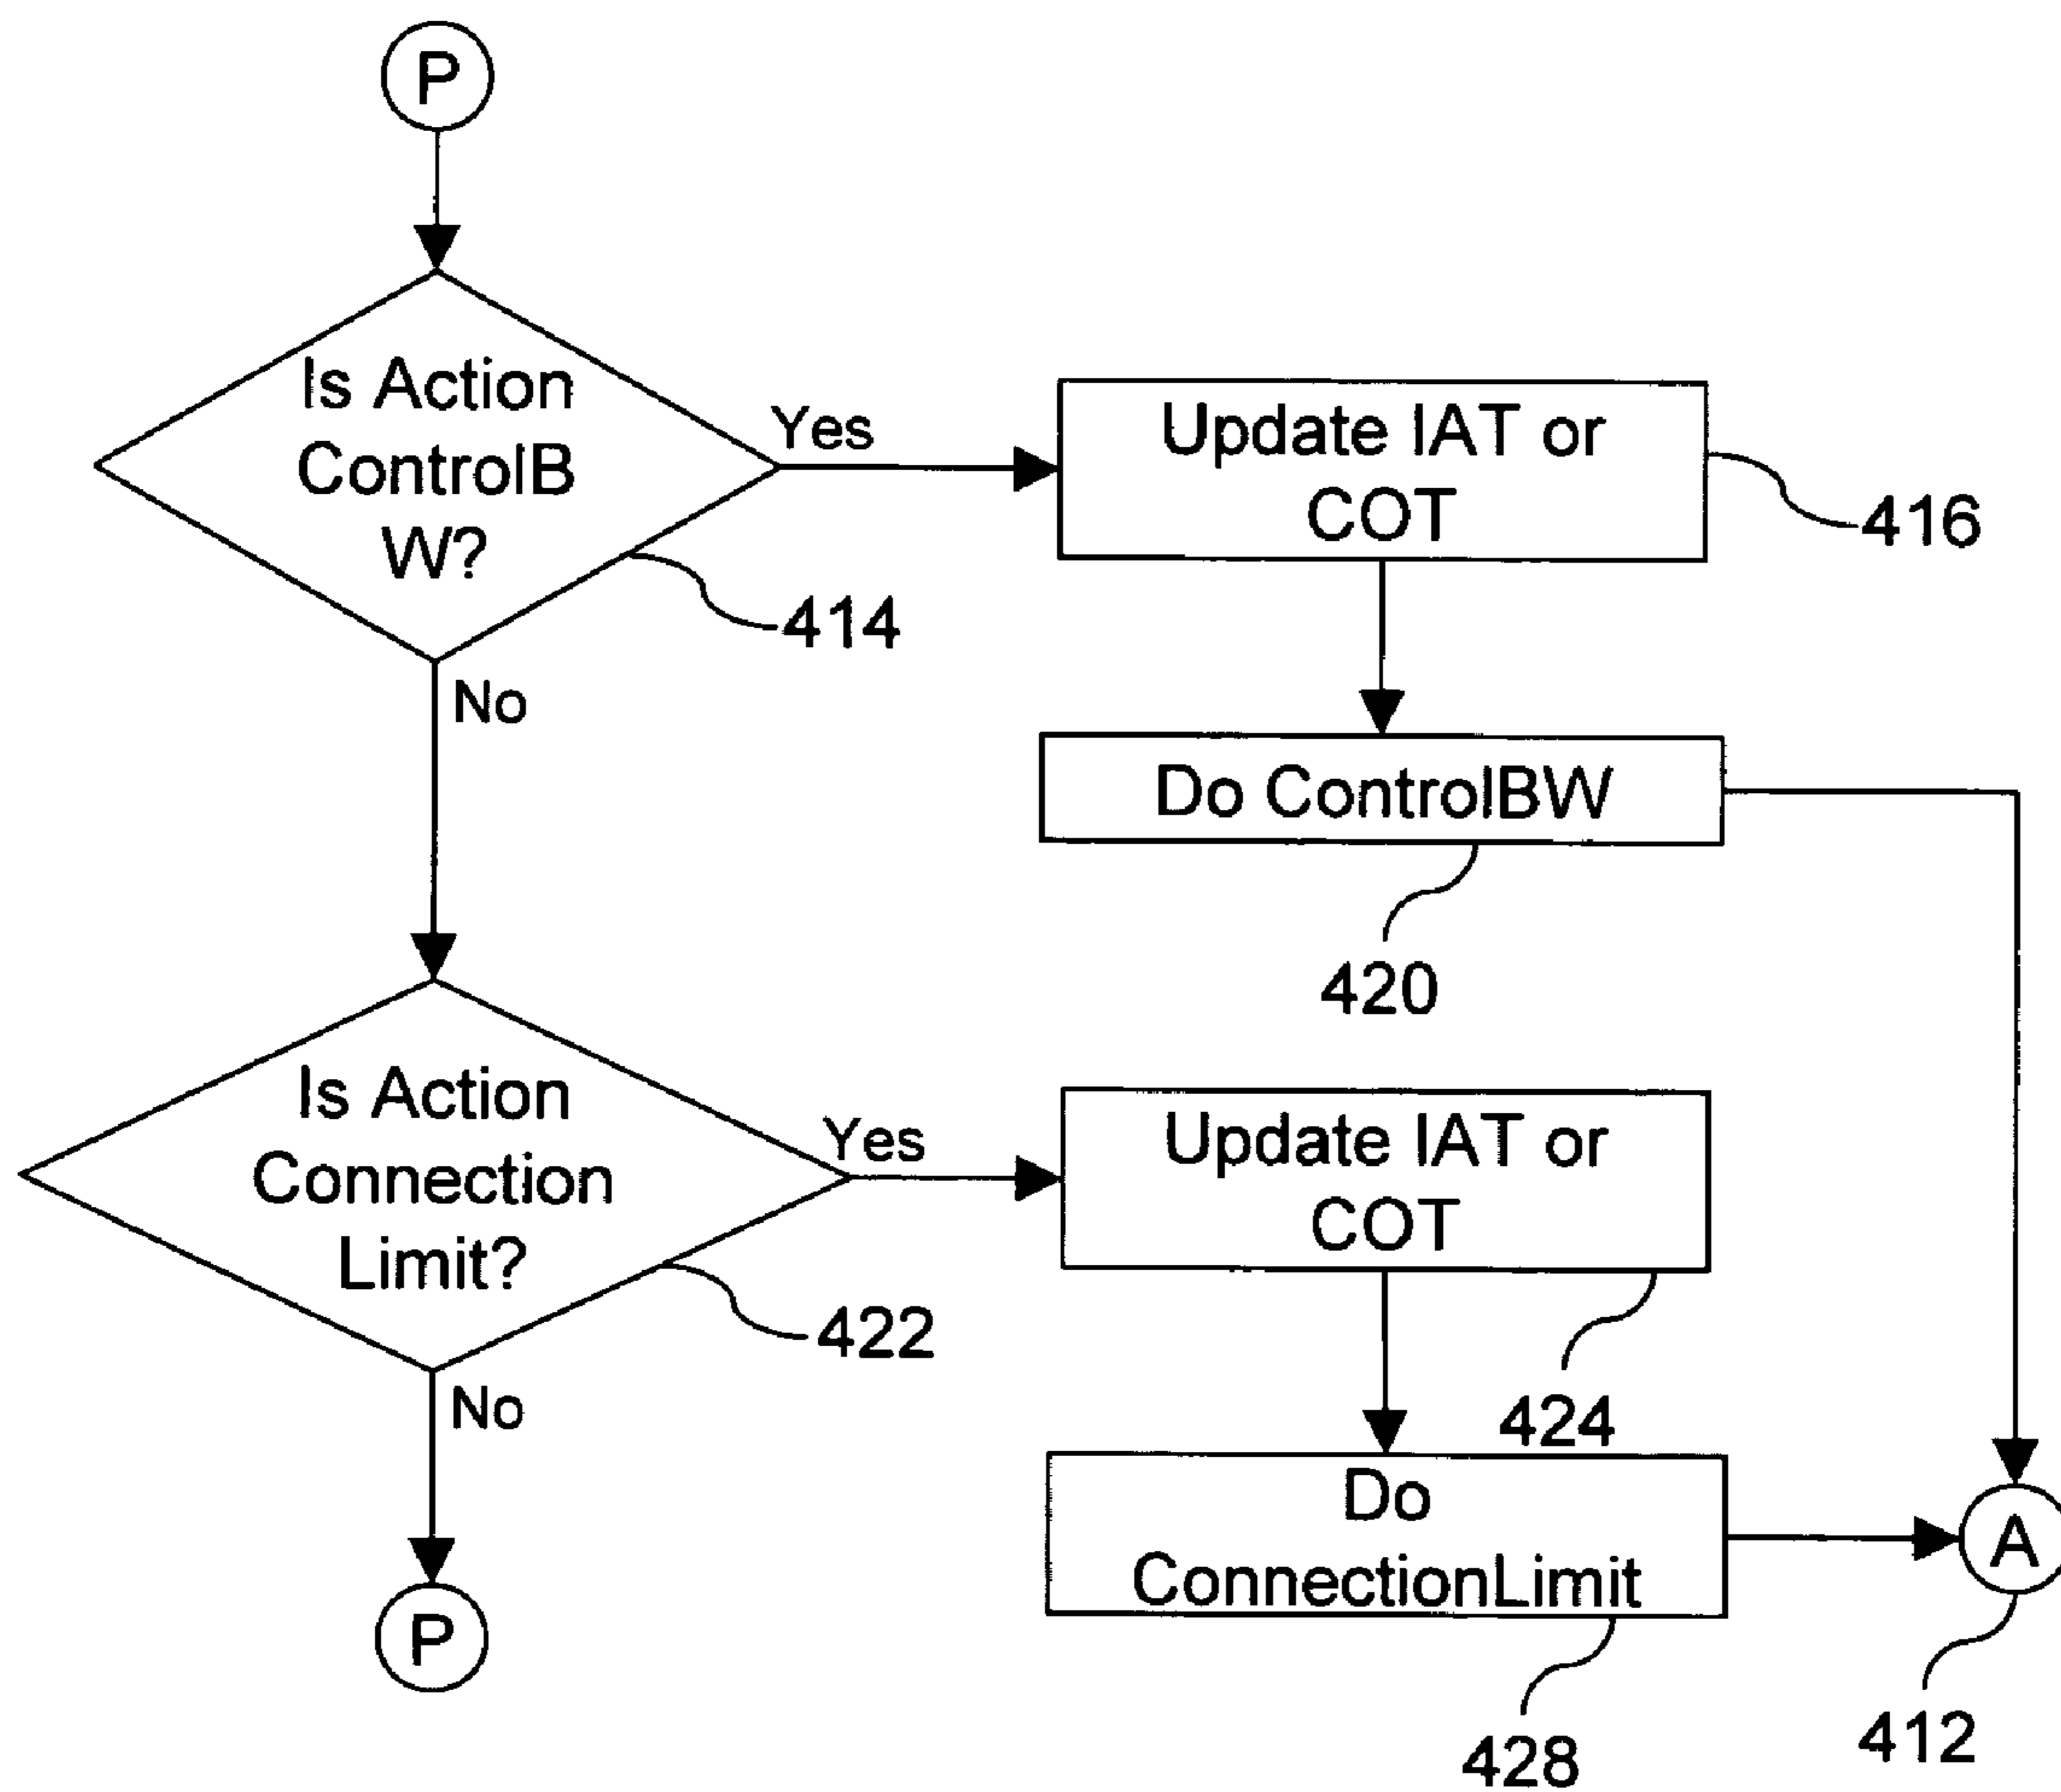 P
Is Action
ControlB
W?
Yes
Update IAT or
COT
416
414
No
Do ControlBW
420
Is Action
Connection
Limit?
Yes
Update IAT or
COT
422
424
No
Do
ConnectionLimit
A
P
428
412